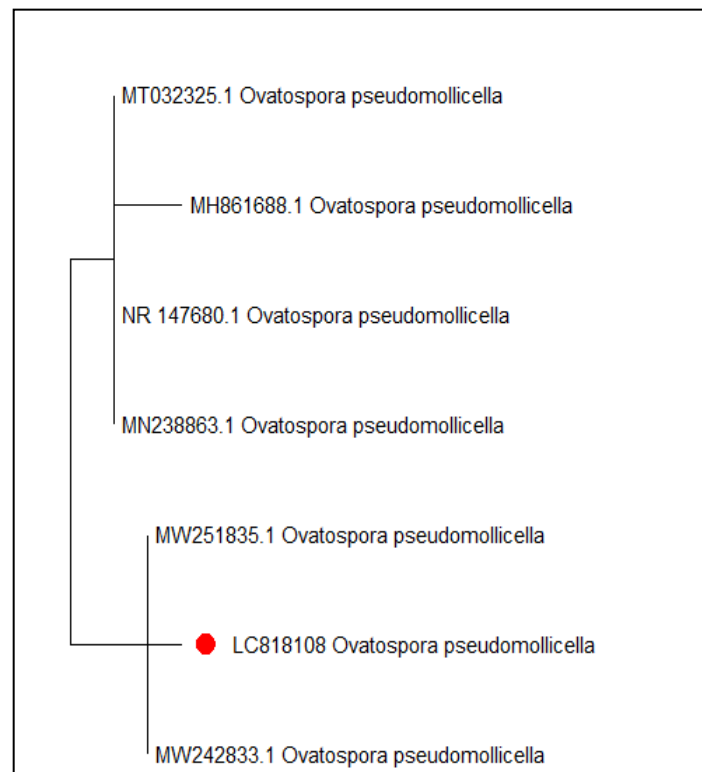 MT032325.1 Ovatospora pseudomollicella
MH861688.1 Ovatospora pseudomollicella
NR 147680.1 Ovatospora pseudomollicella
MN238863.1 Ovatospora pseudomollicella
MW251835.1 Ovatospora pseudomollicella
LC818108 Ovatospora pseudomollicella
MW242833.1 Ovatospora pseudomollicella